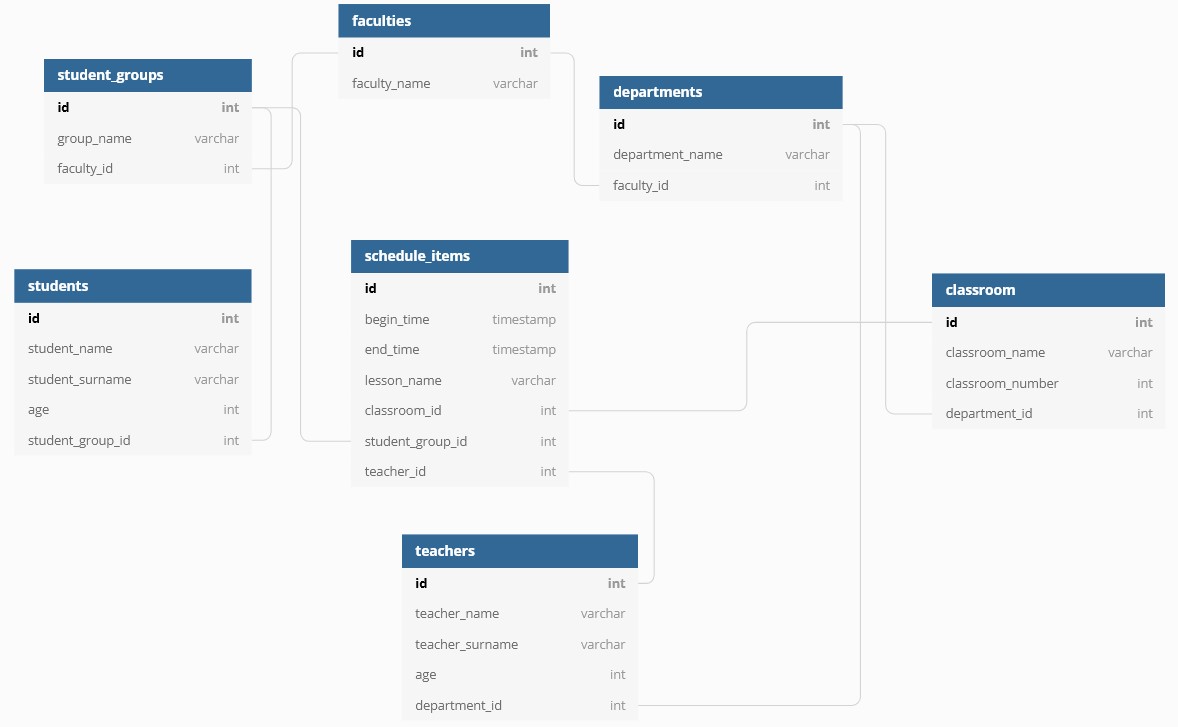 faculties
id int
faculty_name varchar
student_groups
id int
group_name varchar
faculty_id int
departments
id int
department_name varchar
faculty_id int
schedule_items
id int
begin_time timestamp
end_time timestamp
lesson_name varchar
classroom_id int
student_group_id int
teacher_id int
students
id int
student_name varchar
student_surname varchar
age int
student_group_id int
classroom
id int
classroom_name varchar
classroom_number int
department_id int
teachers
id int
teacher_name varchar
teacher_surname varchar
age int
department_id int